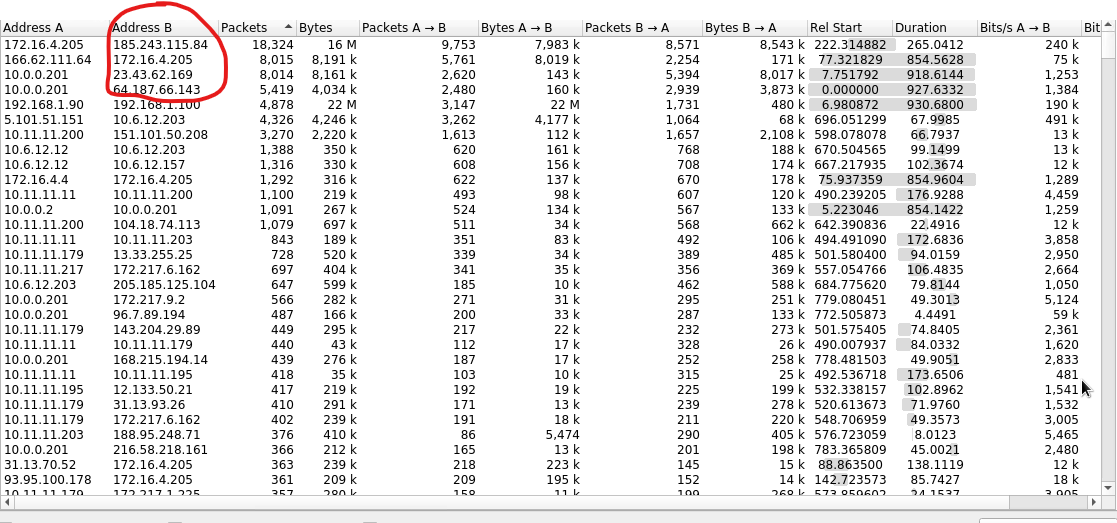 Address A Address B Packets Bytes Packets A → B Bytes A → B Packets B → A Bytes B → A Rel Start Duration Bits/s A → B Bit
172.16.4.205 185.243.115.84 18,324 16 M 9,753 7,983 k 8,571 8,543 k 222.314882 265.0412 240 k
166.62.111.64 172.16.4.205 8,015 8,191 k 5,761 8,019 k 2,254 171 k 77.321829 854.5628 75 k
10.0.0.201 23.43.62.169 8,014 8,161 k 2,620 143 k 5,394 8,017 k 7.751792 918.6144 1,253
10.0.0.201 64.187.66.143 5,419 4,034 k 2,480 160 k 2,939 3,873 k 0.000000 927.6332 1,384
192.168.1.90 192.168.1.100 4,878 22 M 3,147 22 M 1,731 480 k 6.980872 930.6800 190 k
5.101.51.151 10.6.12.203 4,326 4,246 k 3,262 4,177 k 1,064 68 k 696.051299 67.9985 491 k
10.11.11.200 151.101.50.208 3,270 2,220 k 1,613 112 k 1,657 2,108 k 598.078078 66.7937 13 k
10.6.12.12 10.6.12.203 1,388 350 k 620 161 k 768 188 k 670.504565 99.1499 13 k
10.6.12.12 10.6.12.157 1,316 330 k 608 156 k 708 174 k 667.217935 102.3674 12 k
172.16.4.4 172.16.4.205 1,292 316 k 622 137 k 670 178 k 75.937359 854.9604 1,289
10.11.11.11 10.11.11.200 1,100 219 k 493 98 k 607 120 k 490.239205 176.9288 4,459
10.0.0.2 10.0.0.201 1,091 267 k 524 134 k 567 133 k 5.223046 854.1422 1,259
10.11.11.200 104.18.74.113 1,079 697 k 511 34 k 568 662 k 642.390836 22.4916 12 k
10.11.11.11 10.11.11.203 843 189 k 351 83 k 492 106 k 494.491090 172.6836 3,858
10.11.11.179 13.33.255.25 728 520 k 339 34 k 389 485 k 501.580400 94.0159 2,950
10.11.11.217 172.217.6.162 697 404 k 341 35 k 356 369 k 557.054766 106.4835 2,664
10.6.12.203 205.185.125.104 647 599 k 185 10 k 462 588 k 684.775620 79.8144 1,050
10.0.0.201 172.217.9.2 566 282 k 271 31 k 295 251 k 779.080451 49.3013 5,124
10.0.0.201 96.7.89.194 487 166 k 200 33 k 287 133 k 772.505873 4.4491 59 k
10.11.11.179 143.204.29.89 449 295 k 217 22 k 232 273 k 501.575405 74.8405 2,361
10.11.11.11 10.11.11.179 440 43 k 112 17 k 328 26 k 490.007937 84.0332 1,620
10.0.0.201 168.215.194.14 439 276 k 187 17 k 252 258 k 778.481503 49.9051 2,833
10.11.11.11 10.11.11.195 418 35 k 103 10 k 315 25 k 492.536718 173.6506 481
10.11.11.195 12.133.50.21 417 219 k 192 19 k 225 199 k 532.338157 102.8962 1,541
10.11.11.179 31.13.93.26 410 291 k 171 13 k 239 278 k 520.613673 71.9760 1,532
10.11.11.179 172.217.6.162 402 239 k 191 18 k 211 220 k 548.706959 49.3573 3,005
10.11.11.203 188.95.248.71 376 410 k 86 5,474 290 405 k 576.723059 8.0123 5,465
10.0.0.201 216.58.218.161 366 212 k 165 13 k 201 198 k 783.365809 45.0021 2,480
31.13.70.52 172.16.4.205 363 239 k 218 223 k 145 15 k 88.863500 138.1119 12 k
93.95.100.178 172.16.4.205 361 209 k 209 195 k 152 14 k 142.723573 85.7427 18 k
10.11.11.179 172.217.1.225 357 280 k 158 11 k 199 268 k 573.859602 24.1537 3,905